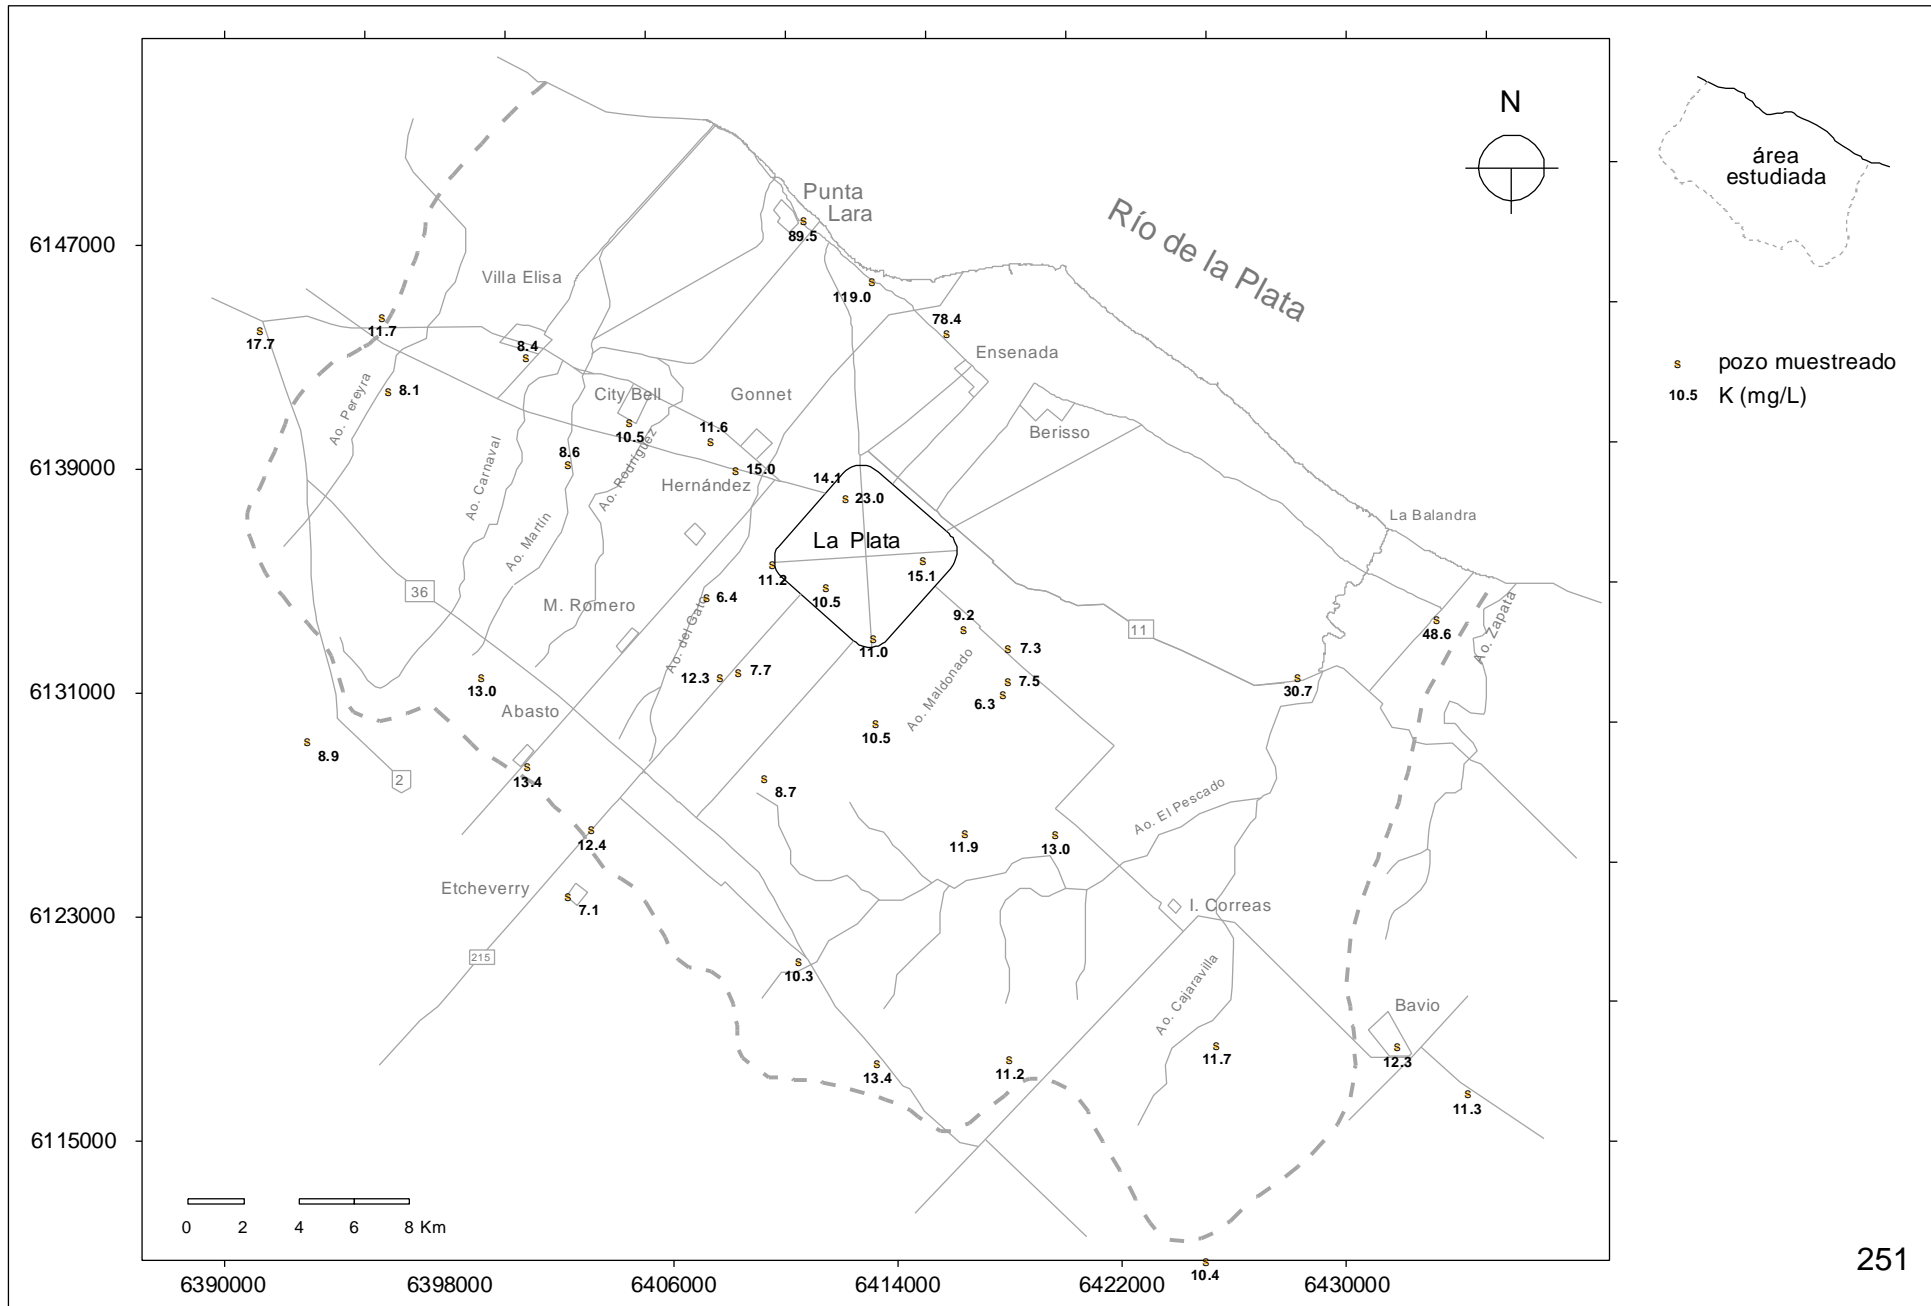 N
área
estudiada
Punta
Lara
Río de la Plata
89.5
6147000
Villa Elisa
119.0
11.7
17.7
78.4
8.4
Ensenada
s pozo muestreado
10.5 K (mg/L)
Ao. Pereyra
8.1
City Bell
Gonnet
11.6
10.5
Berisso
8.6
6139000
15.0
Ao. Carnaval
Ao. Rodríguez
Hernández
14.1
23.0
La Balandra
Ao. Martín
La Plata
11.2
15.1
36
10.5
M. Romero
6.4
9.2
11
48.6
Ao. Zapata
Ao. del Gato
11.0
7.3
12.3
7.7
7.5
6131000
13.0
30.7
6.3
Ao. Maldonado
Abasto
10.5
8.9
2
13.4
8.7
Ao. El Pescado
12.4
11.9
13.0
Etcheverry
7.1
6123000
I. Correas
215
10.3
Ao. Cajaravilla
Bavio
13.4
11.2
11.7
12.3
11.3
6115000
0 2 4 6 8 Km
10.4
251
6390000 6398000 6406000 6414000 6422000 6430000